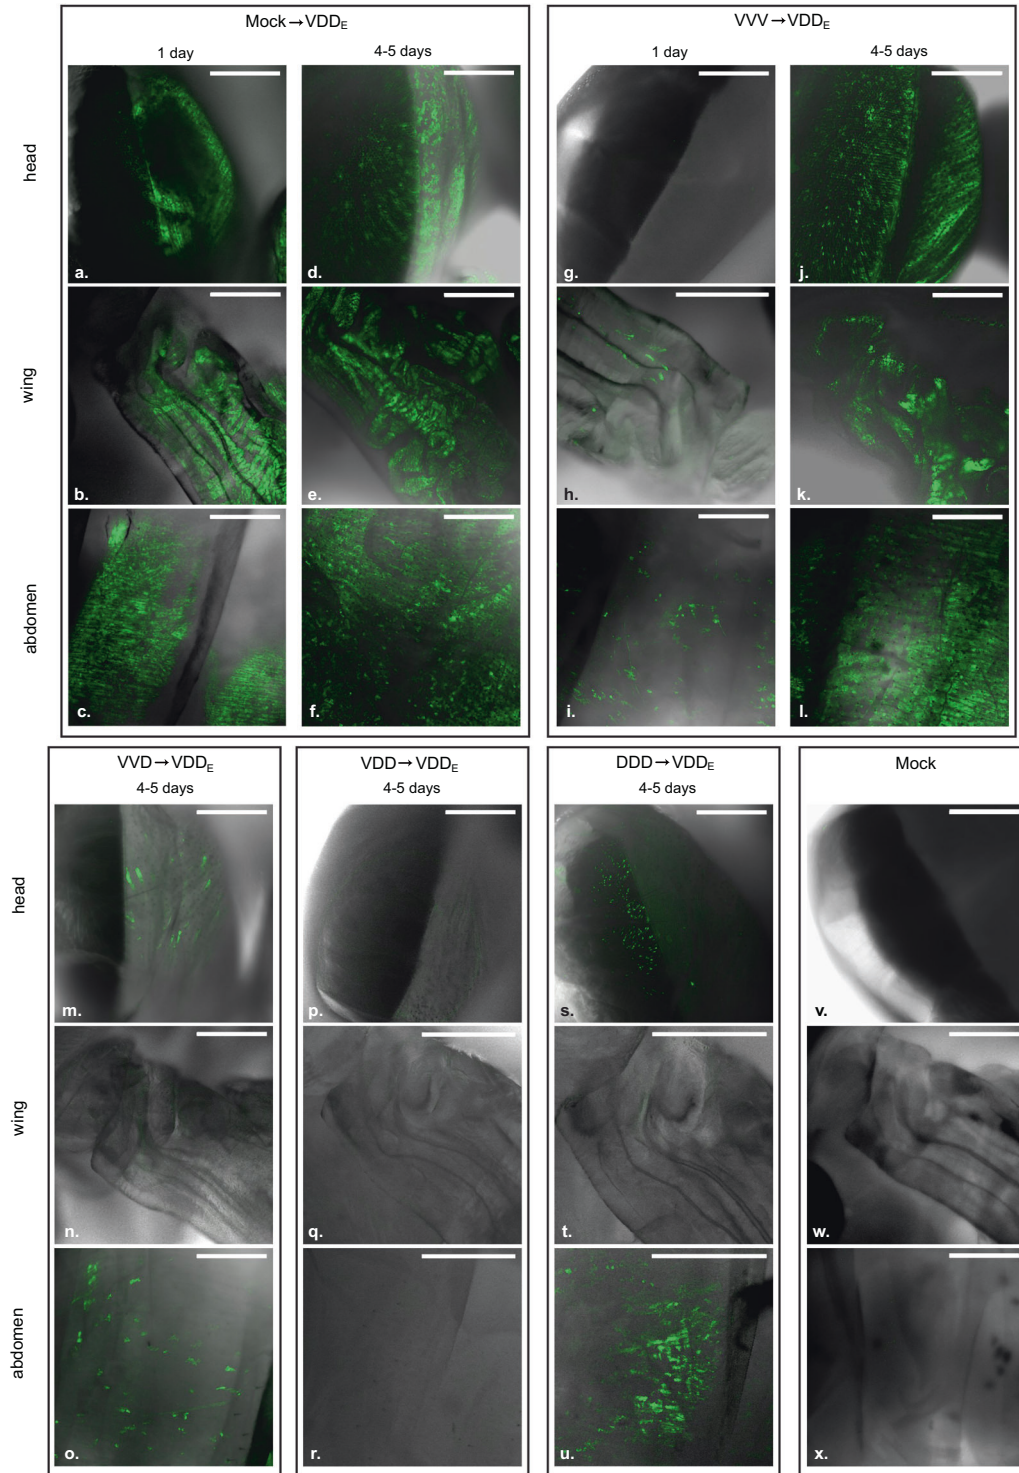 Mock→VDDE
VVV→VDDE
1 day
4-5 days
1 day
4-5 days
head
a.
d.
g.
j.
wing
b.
e.
h.
k.
abdomen
c.
f.
i.
l.
VVD→VDDE
VDD→VDDE
DDD→VDDE
Mock
4-5 days
4-5 days
4-5 days
head
m.
p.
s.
v.
wing
n.
q.
t.
w.
abdomen
o.
r.
u.
x.